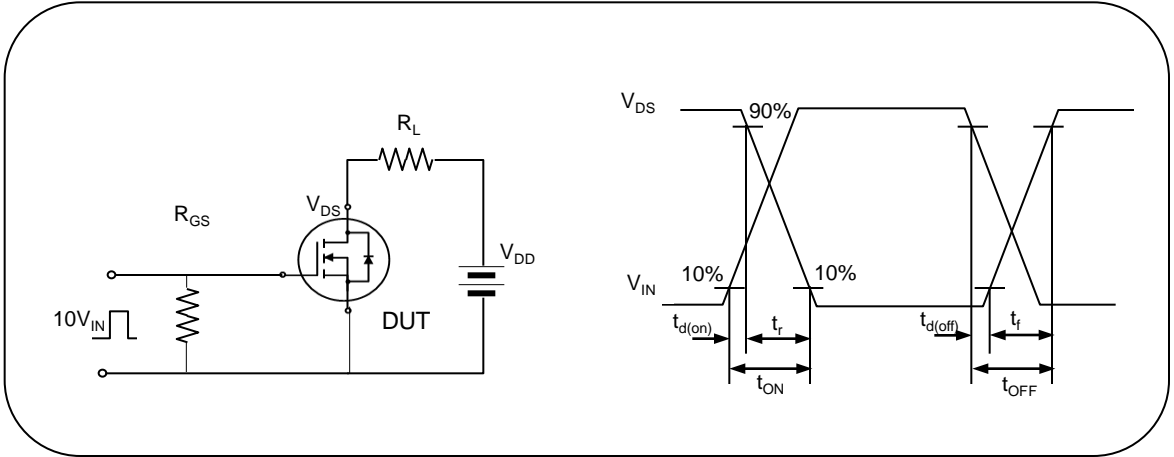 R_L
R_GS
V_DS
V_DD
10V_IN
DUT
V_DS
90%
V_IN
10%
10%
t_d(on)
t_r
t_d(off)
t_f
t_ON
t_OFF